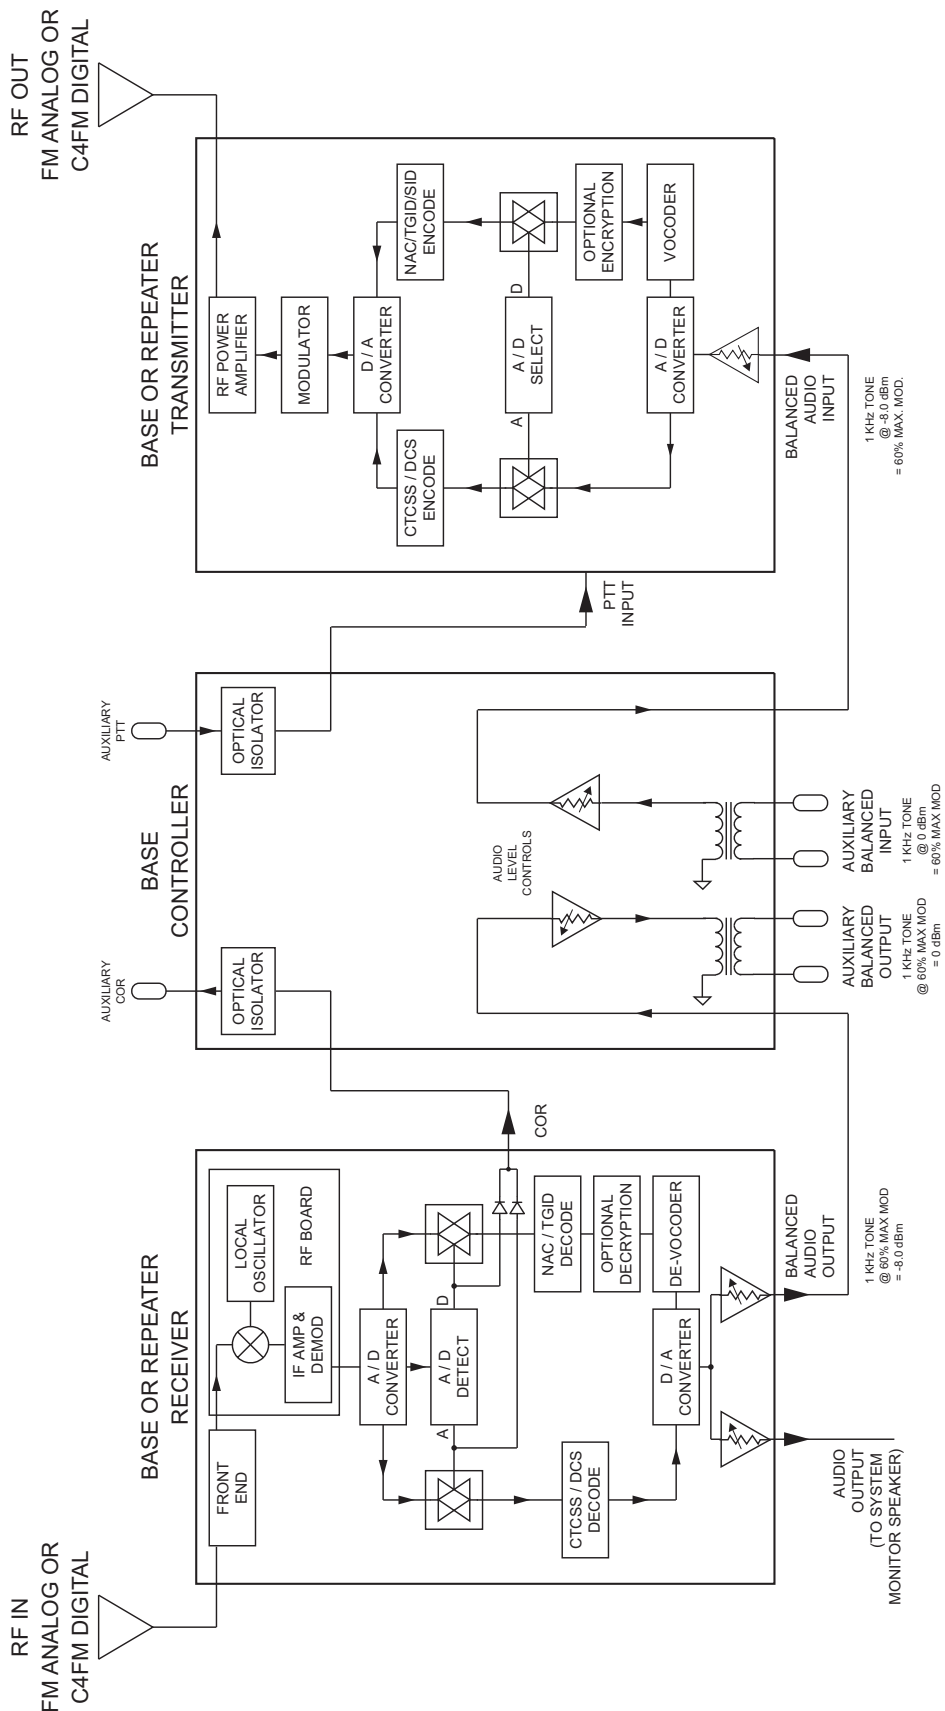 RF IN
FM ANALOG OR
C4FM DIGITAL
BASE OR REPEATER
RECEIVER
FRONT
END
LOCAL
OSCILLATOR
RF BOARD
IF AMP &
DEMOD
A / D
CONVERTER
A
A / D
DETECT
D
NAC / TGID
DECODE
OPTIONAL
DECRYPTION
DE-VOCODER
CTCSS / DCS
DECODE
D / A
CONVERTER
COR
AUDIO
OUTPUT
(TO SYSTEM
MONITOR SPEAKER)
BALANCED
AUDIO
OUTPUT
1 KHz TONE
@ 60% MAX MOD
= -8.0 dBm
BASE
CONTROLLER
AUXILIARY
COR
AUXILIARY
PTT
OPTICAL
ISOLATOR
OPTICAL
ISOLATOR
AUDIO
LEVEL
CONTROLS
AUXILIARY
BALANCED
OUTPUT
1 KHz TONE
@ 60% MAX MOD
= 0 dBm
AUXILIARY
BALANCED
INPUT
1 KHz TONE
@ 0 dBm
= 60% MAX MOD
RF OUT
FM ANALOG OR
C4FM DIGITAL
BASE OR REPEATER
TRANSMITTER
RF POWER
AMPLIFIER
MODULATOR
D / A
CONVERTER
CTCSS / DCS
ENCODE
NAC/TGID/SID
ENCODE
A
A / D
SELECT
D
OPTIONAL
ENCRYPTION
A / D
CONVERTER
VOCODER
PTT
INPUT
BALANCED
AUDIO
INPUT
1 KHz TONE
@ -8.0 dBm
= 60% MAX. MOD.